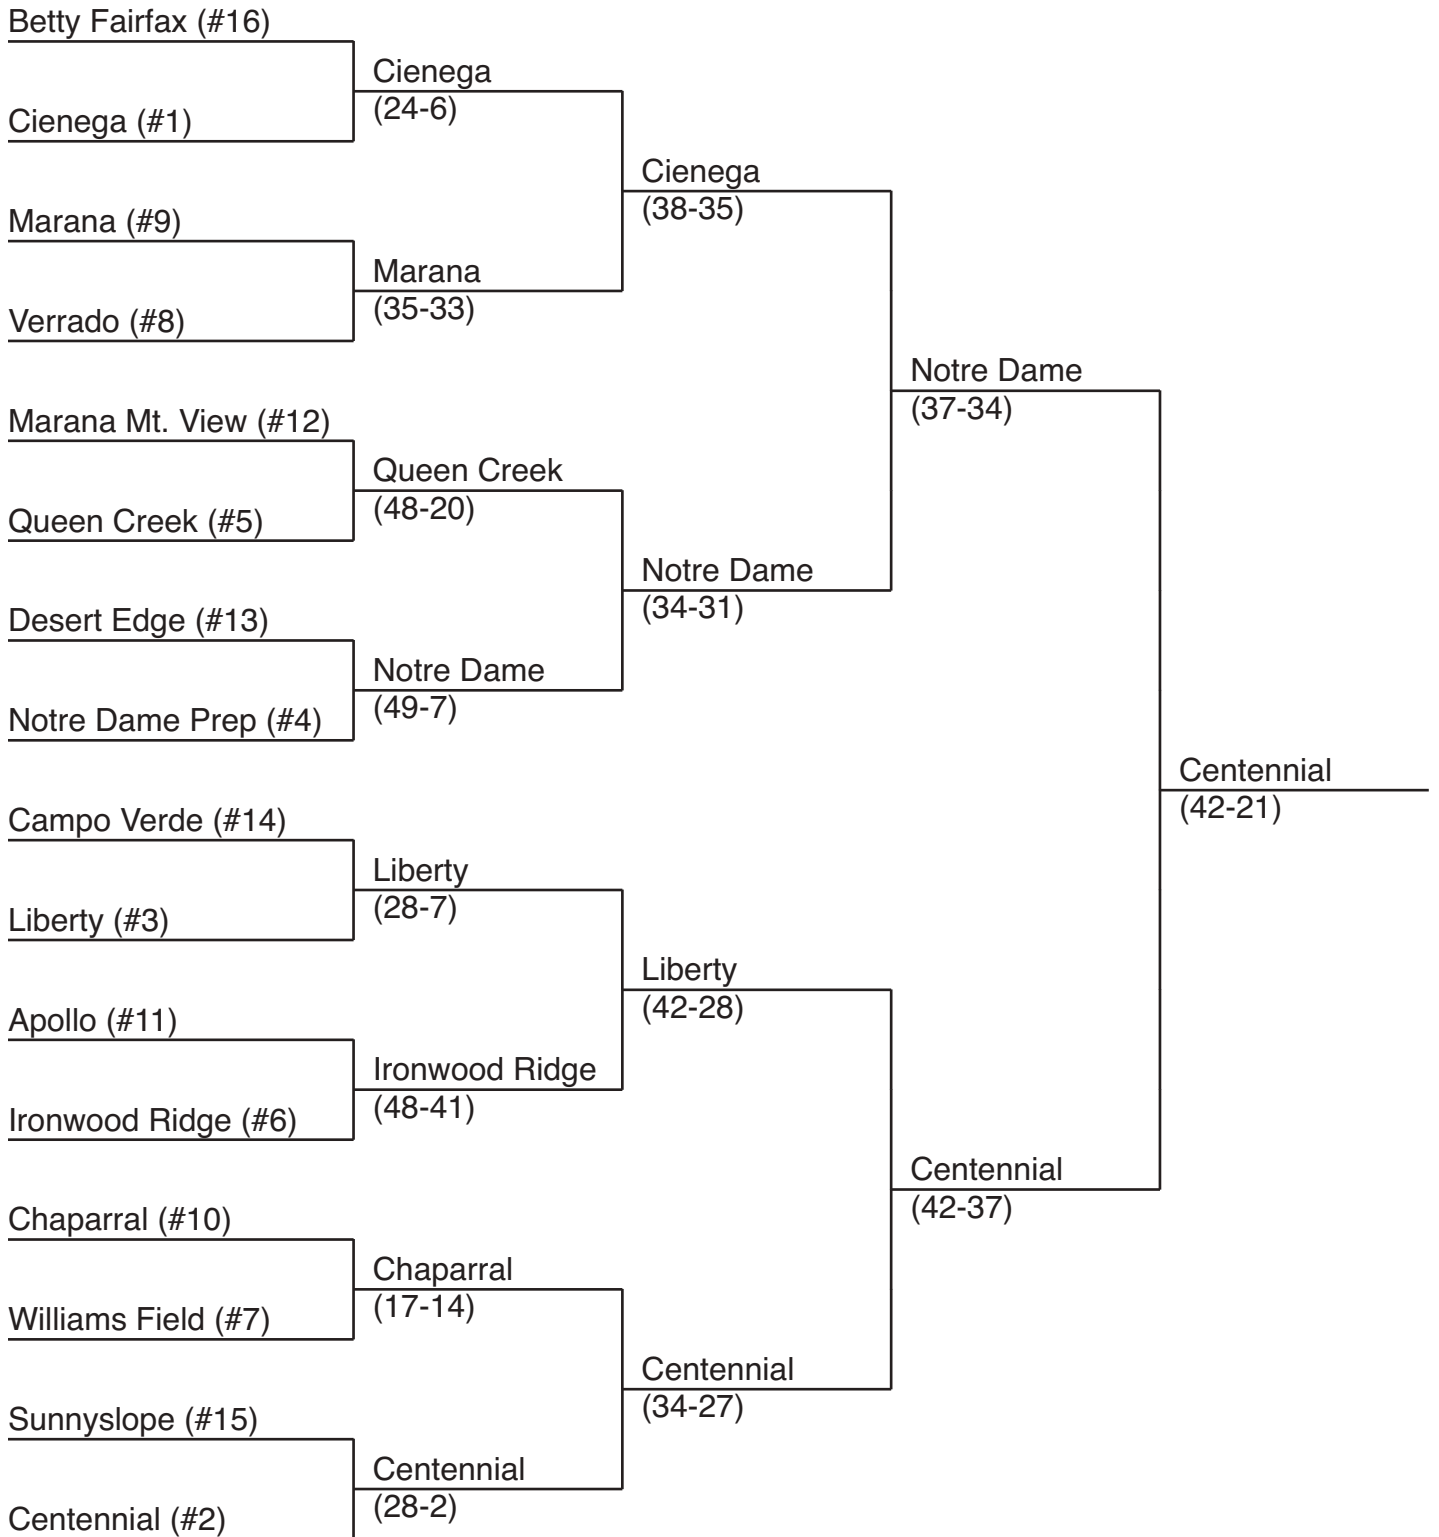 Betty Fairfax (#16)
Cienega
(24-6)
Cienega (#1)
Cienega
(38-35)
Marana (#9)
Marana
(35-33)
Verrado (#8)
Notre Dame
(37-34)
Marana Mt. View (#12)
Queen Creek
(48-20)
Queen Creek (#5)
Notre Dame
(34-31)
Desert Edge (#13)
Notre Dame
(49-7)
Notre Dame Prep (#4)
Centennial
(42-21)
Campo Verde (#14)
Liberty
(28-7)
Liberty (#3)
Liberty
(42-28)
Apollo (#11)
Ironwood Ridge
(48-41)
Ironwood Ridge (#6)
Centennial
(42-37)
Chaparral (#10)
Chaparral
(17-14)
Williams Field (#7)
Centennial
(34-27)
Sunnyslope (#15)
Centennial
(28-2)
Centennial (#2)